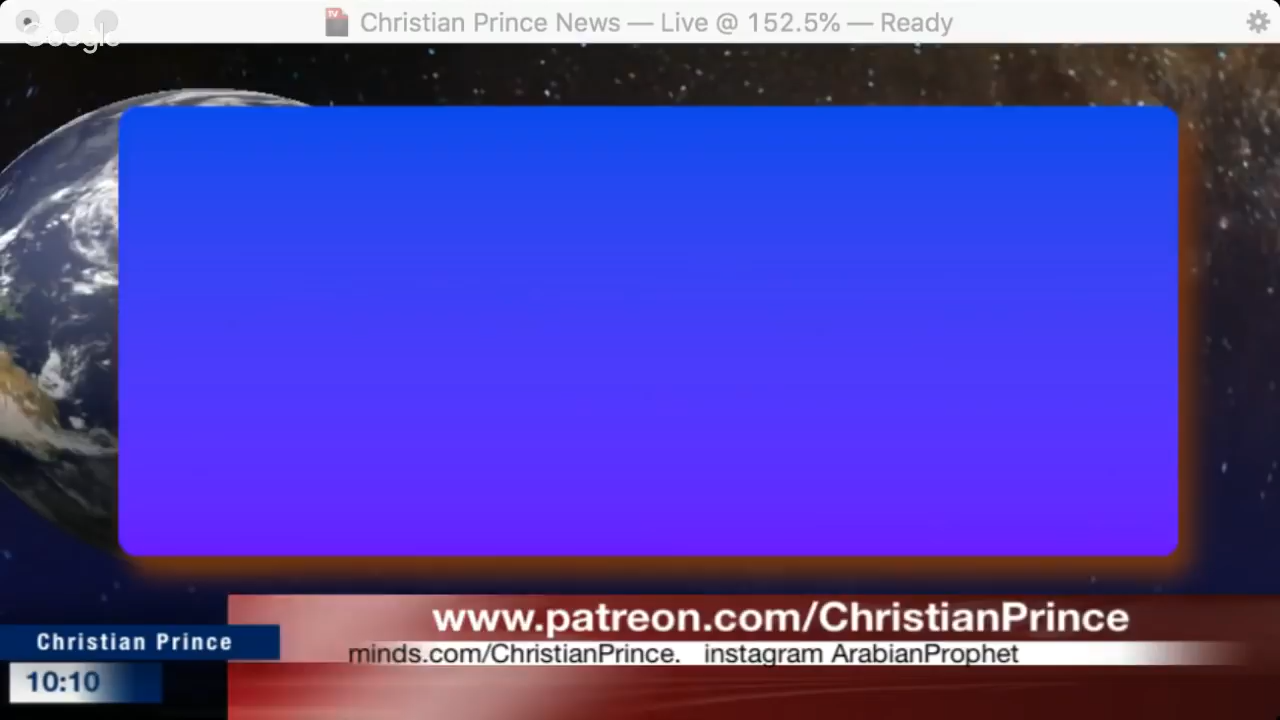 Christian Prince News — Live @ 152.5% — Ready
Google
www.patreon.com/ChristianPrince
Christian Prince
minds.com/ChristianPrince. instagram ArabianProphet
10:10